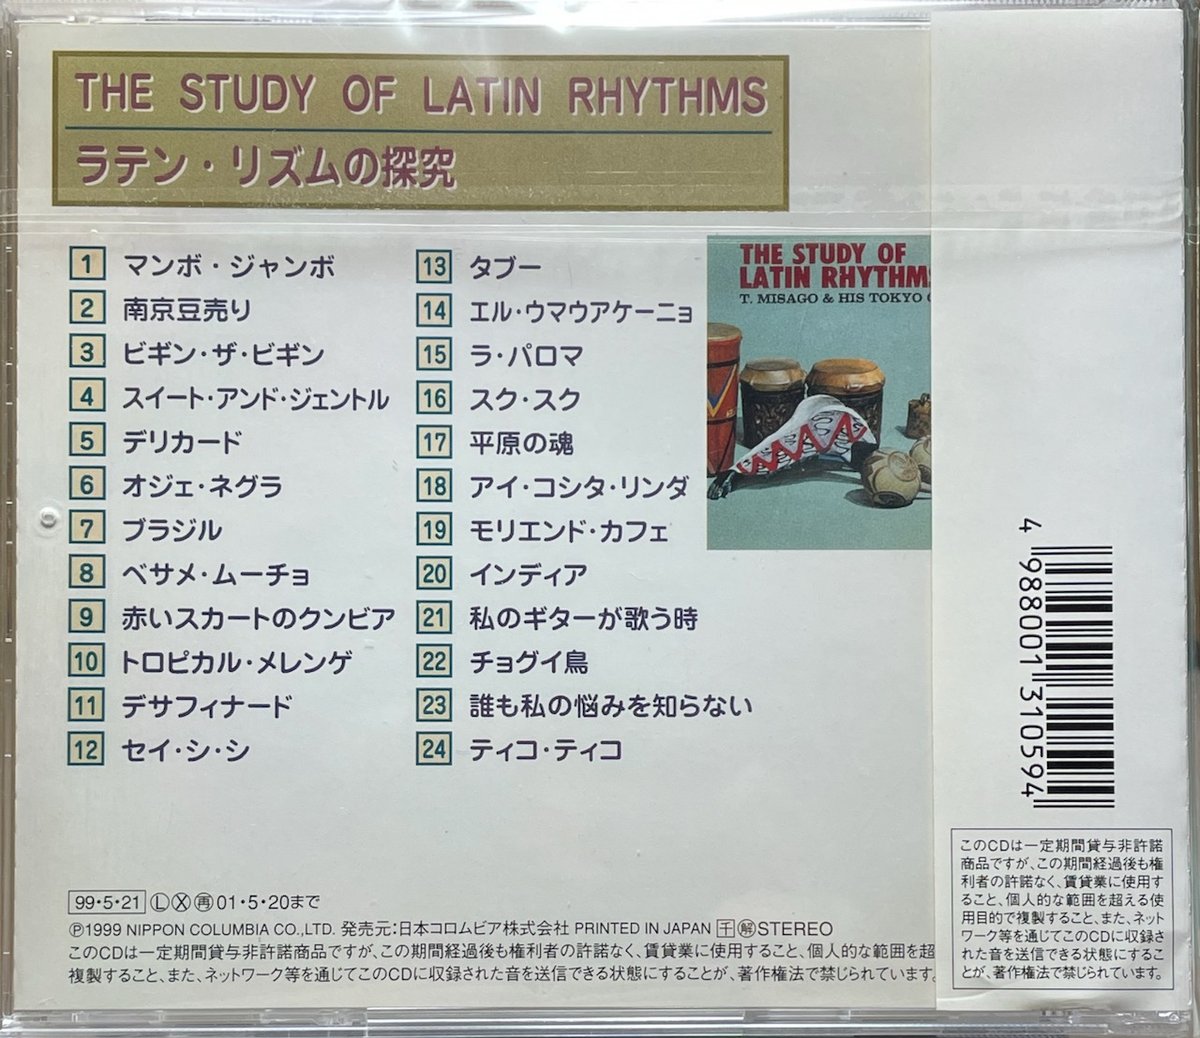 THE STUDY OF LATIN RHYTHMS
ラテン・リズムの探究
1 マンボ・ジャンボ
2 南京豆売り
3 ビギン・ザ・ビギン
4 スイート・アンド・ジェントル
5 デリカード
6 オジェ・ネグラ
7 ブラジル
8 ベサメ・ムーチョ
9 赤いスカートのクンビア
10 トロピカル・メレンゲ
11 デサフィナード
12 セイ・シ・シ
13 タブー
14 エル・ウマウアケーニョ
15 ラ・パロマ
16 スク・スク
17 平原の魂
18 アイ・コシタ・リンダ
19 モリエンド・カフェ
20 インディア
21 私のギターが歌う時
22 チョグイ鳥
23 誰も私の悩みを知らない
24 ティコ・ティコ
THE STUDY OF
LATIN RHYTHM
T. MISAGO & HIS TOKYO
4 988001 310594
99・5・21 Ⓛ Ⓧ ㊢ 01・5・20まで
Ⓟ1999 NIPPON COLUMBIA CO.,LTD. 発売元:日本コロムビア株式会社 PRINTED IN JAPAN 干 解 STEREO
このCDは一定期間貸与非許諾商品ですが、この期間経過後も権利者の許諾なく、賃貸業に使用すること、個人的な範囲を超
複製すること、また、ネットワーク等を通じてこのCDに収録された音を送信できる状態にすることが、著作権法で禁じられています。
このCDは一定期間貸与非許諾
商品ですが、この期間経過後も権
利者の許諾なく、賃貸業に使用す
ること、個人的な範囲を超える使
用目的で複製すること、また、ネット
ワーク等を通じてこのCDに収録さ
れた音を送信できる状態にするこ
とが、著作権法で禁じられています。